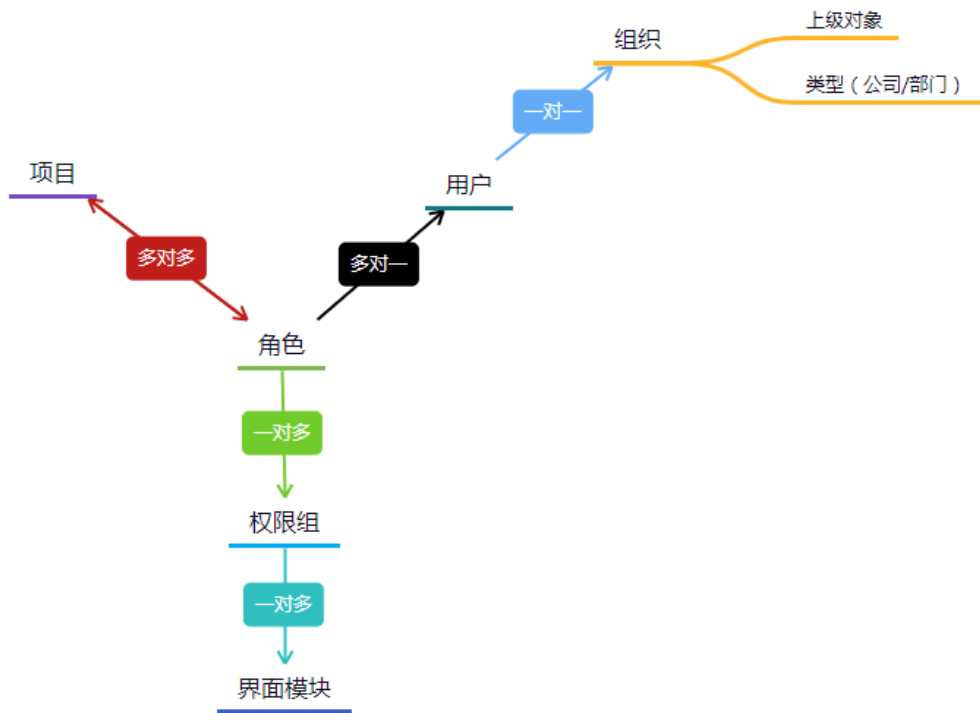 上级对象
组织
类型（公司/部门）
一对一
项目
用户
多对多
多对一
角色
一对多
权限组
一对多
界面模块